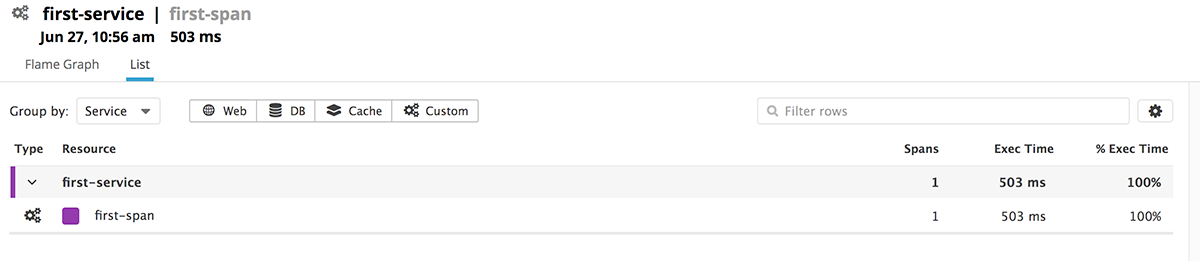 first-service | first-span
Jun 27, 10:56 am 503 ms
Flame Graph List
Group by: Service Web DB Cache Custom Filter rows
Type Resource Spans Exec Time % Exec Time
first-service 1 503 ms 100%
first-span 1 503 ms 100%